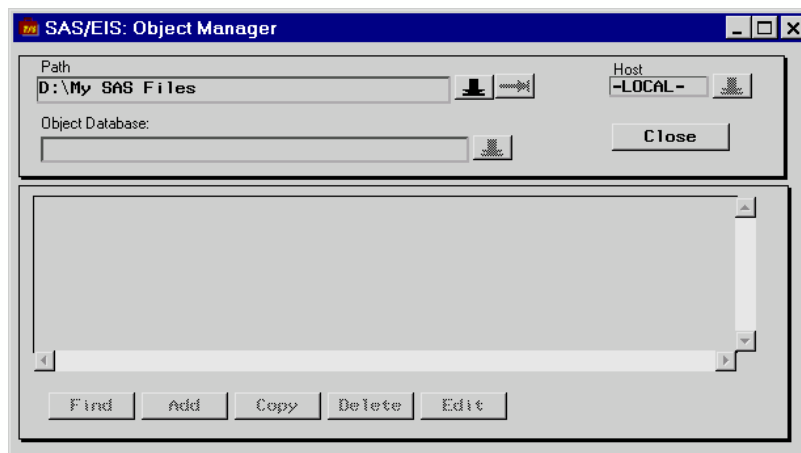 SAS/EIS: Object Manager
Path
D:\My SAS Files
Host
-LOCAL-
Object Database:
Close
Find Add Copy Delete Edit